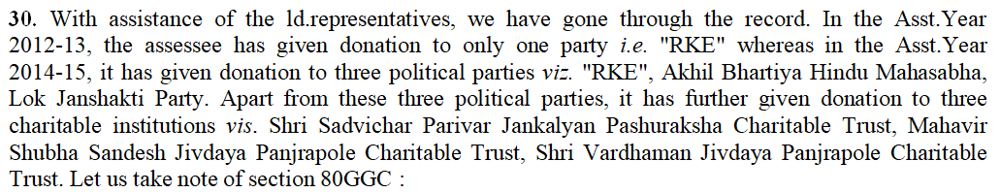 30. With assistance of the ld.representatives, we have gone through the record. In the Asst.Year
2012-13, the assessee has given donation to only one party i.e. "RKE" whereas in the Asst.Year
2014-15, it has given donation to three political parties viz. "RKE", Akhil Bhartiya Hindu Mahasabha,
Lok Janshakti Party. Apart from these three political parties, it has further given donation to three
charitable institutions vis. Shri Sadvichar Parivar Jankalyan Pashuraksha Charitable Trust, Mahavir
Shubha Sandesh Jivdaya Panjrapole Charitable Trust, Shri Vardhaman Jivdaya Panjrapole Charitable
Trust. Let us take note of section 80GGC :